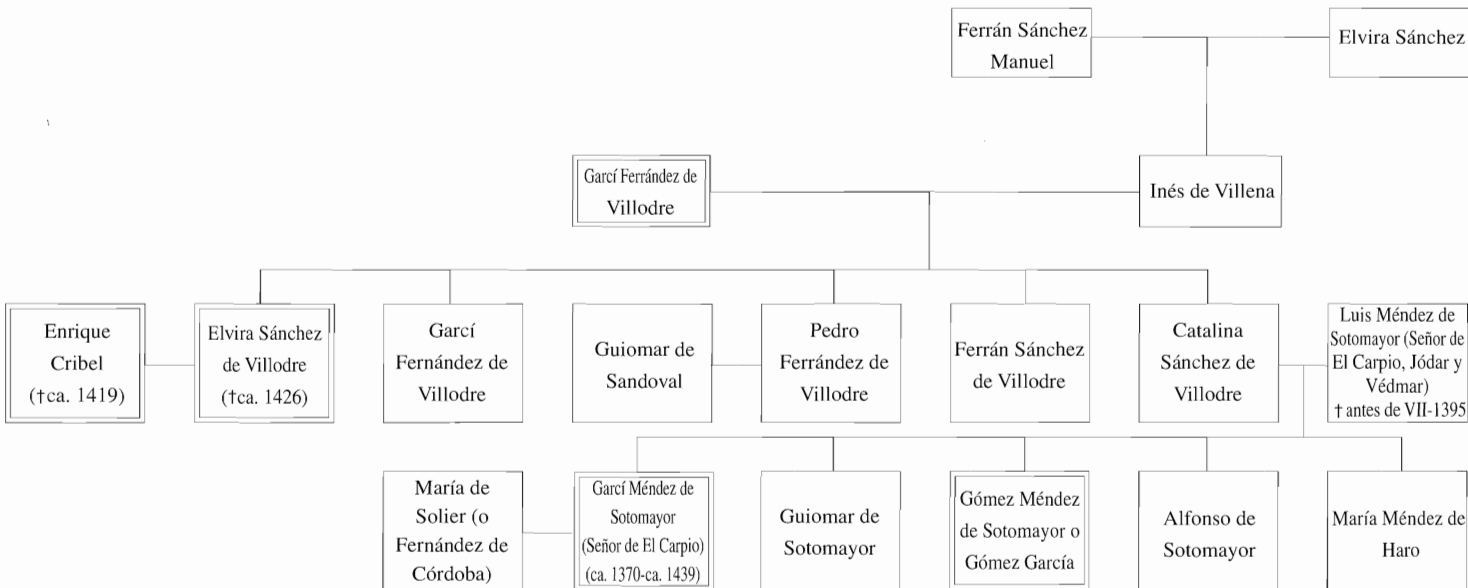 Ferrán Sánchez
Manuel
Elvira Sánchez
Garcí Ferrández de
Villodre
Inés de Villena
Enrique
Cribel
(†ca. 1419)
Elvira Sánchez
de Villodre
(†ca. 1426)
Garcí
Fernández de
Villodre
Guiomar de
Sandoval
Pedro
Ferrández de
Villodre
Ferrán Sánchez
de Villodre
Catalina
Sánchez de
Villodre
Luis Méndez de
Sotomayor (Señor de
El Carpio, Jódar y
Védmar)
† antes de VII-1395
María de
Solier (o
Fernández de
Córdoba)
Garcí Méndez de
Sotomayor
(Señor de El Carpio)
(ca. 1370-ca. 1439)
Guiomar de
Sotomayor
Gómez Méndez
de Sotomayor o
Gómez García
Alfonso de
Sotomayor
María Méndez de
Haro